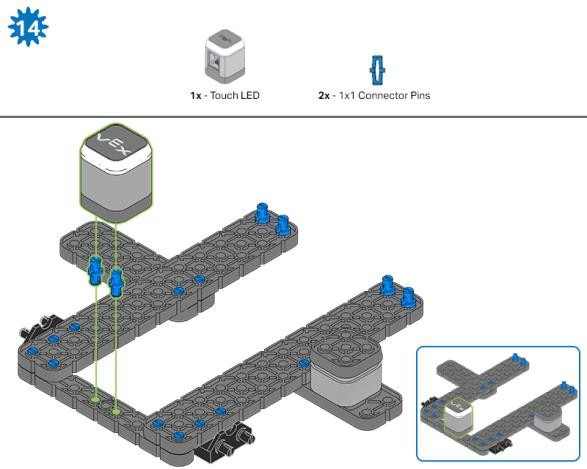 14
1x - Touch LED
2x - 1x1 Connector Pins
VEX